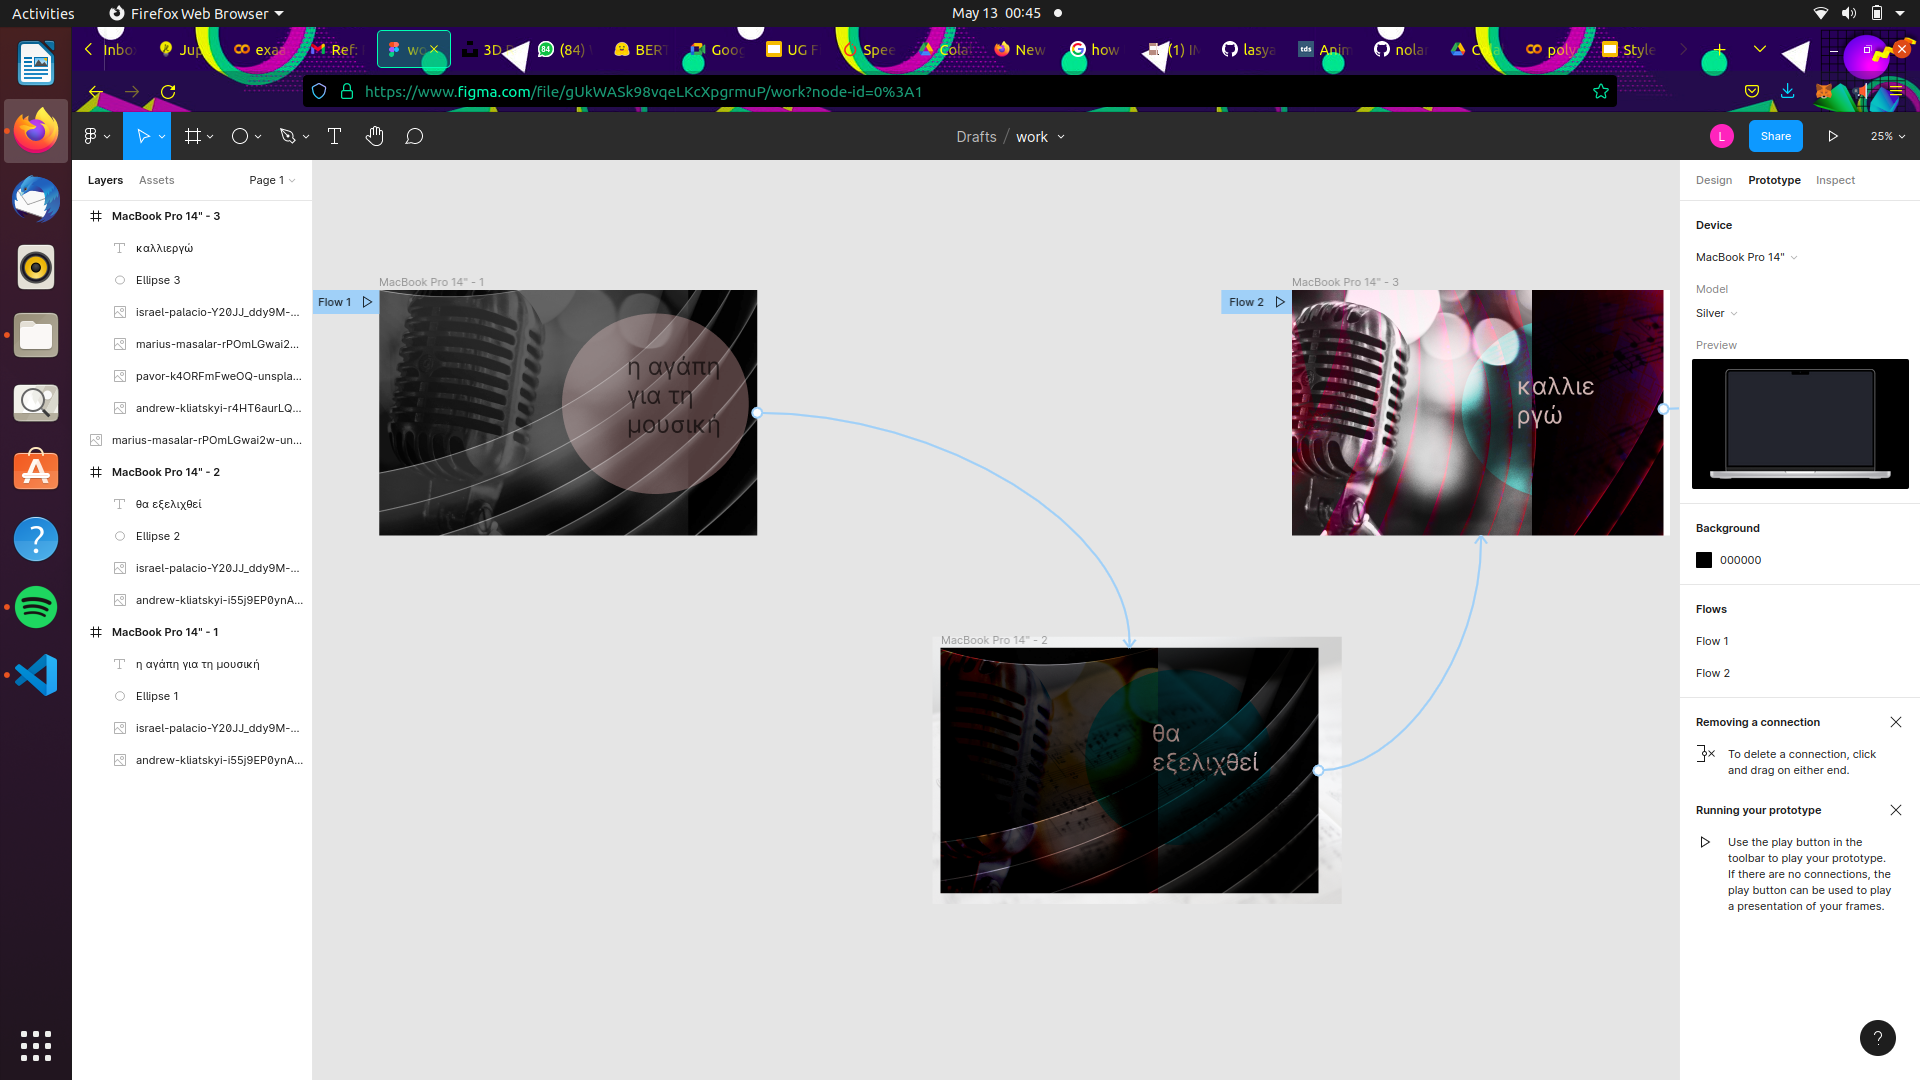 Activities
Firefox Web Browser
May 13 00:45
Inbo
Jup
exaa
Ref:
wo
3D
(84)
BERT
Goog
UG F
Spee
Cola
New
(1) IM
how
lasya
tds
Anim
nolan
Cola
poly
Style
https://www.figma.com/file/gUkWASk98vqeLKcXpgrmuP/work?node-id=0%3A1
Drafts / work
L
Share
25%
Layers
Assets
Page 1
MacBook Pro 14" - 3
καλλιεργώ
Ellipse 3
israel-palacio-Y20JJ_ddy9M-...
marius-masalar-rPOmLGwai2...
pavor-k4ORFmFweOQ-unspla...
andrew-kliatskyi-r4HT6aurLQ...
marius-masalar-rPOmLGwai2w-un...
MacBook Pro 14" - 2
θα εξελιχθεί
Ellipse 2
israel-palacio-Y20JJ_ddy9M-...
andrew-kliatskyi-i55j9EP0ynA...
MacBook Pro 14" - 1
η αγάπη για τη μουσική
Ellipse 1
israel-palacio-Y20JJ_ddy9M-...
andrew-kliatskyi-i55j9EP0ynA...
MacBook Pro 14" - 1
Flow 1
η αγάπη
για τη
μουσική
MacBook Pro 14" - 3
Flow 2
καλλιε
ργώ
MacBook Pro 14" - 2
θα
εξελιχθεί
Design
Prototype
Inspect
Device
MacBook Pro 14"
Model
Silver
Preview
Background
000000
Flows
Flow 1
Flow 2
Removing a connection
To delete a connection, click
and drag on either end.
Running your prototype
Use the play button in the
toolbar to play your prototype.
If there are no connections, the
play button can be used to play
a presentation of your frames.
?